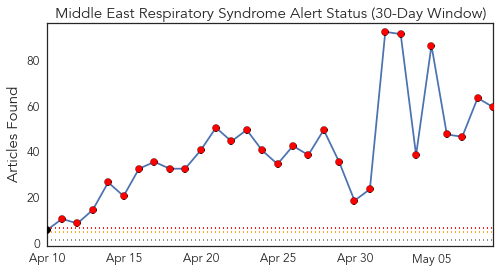 Middle East Respiratory Syndrome Alert Status (30-Day Window)
Articles Found
80
60
40
20
0
Apr 10 Apr 15 Apr 20 Apr 25 Apr 30 May 05